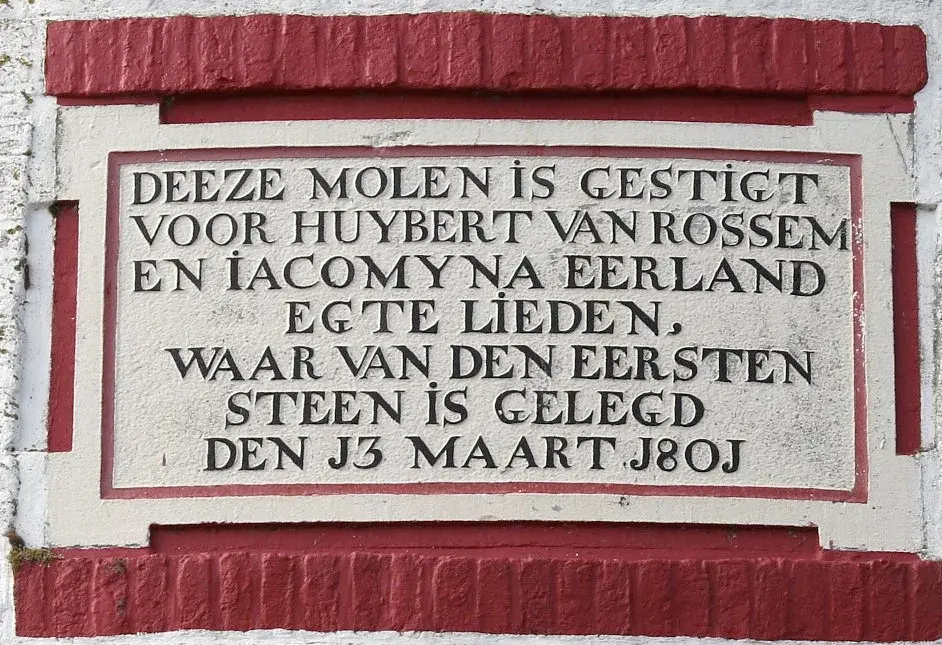 DEEZE MOLEN iS GESTiGT
VOOR HUYBERT VAN ROSSEM
EN iACOMYNA EERLAND
EGTE LiEDEN,
WAAR VAN DEN EERSTEN
STEEN iS GELEGD
DEN J3 MAART J80J